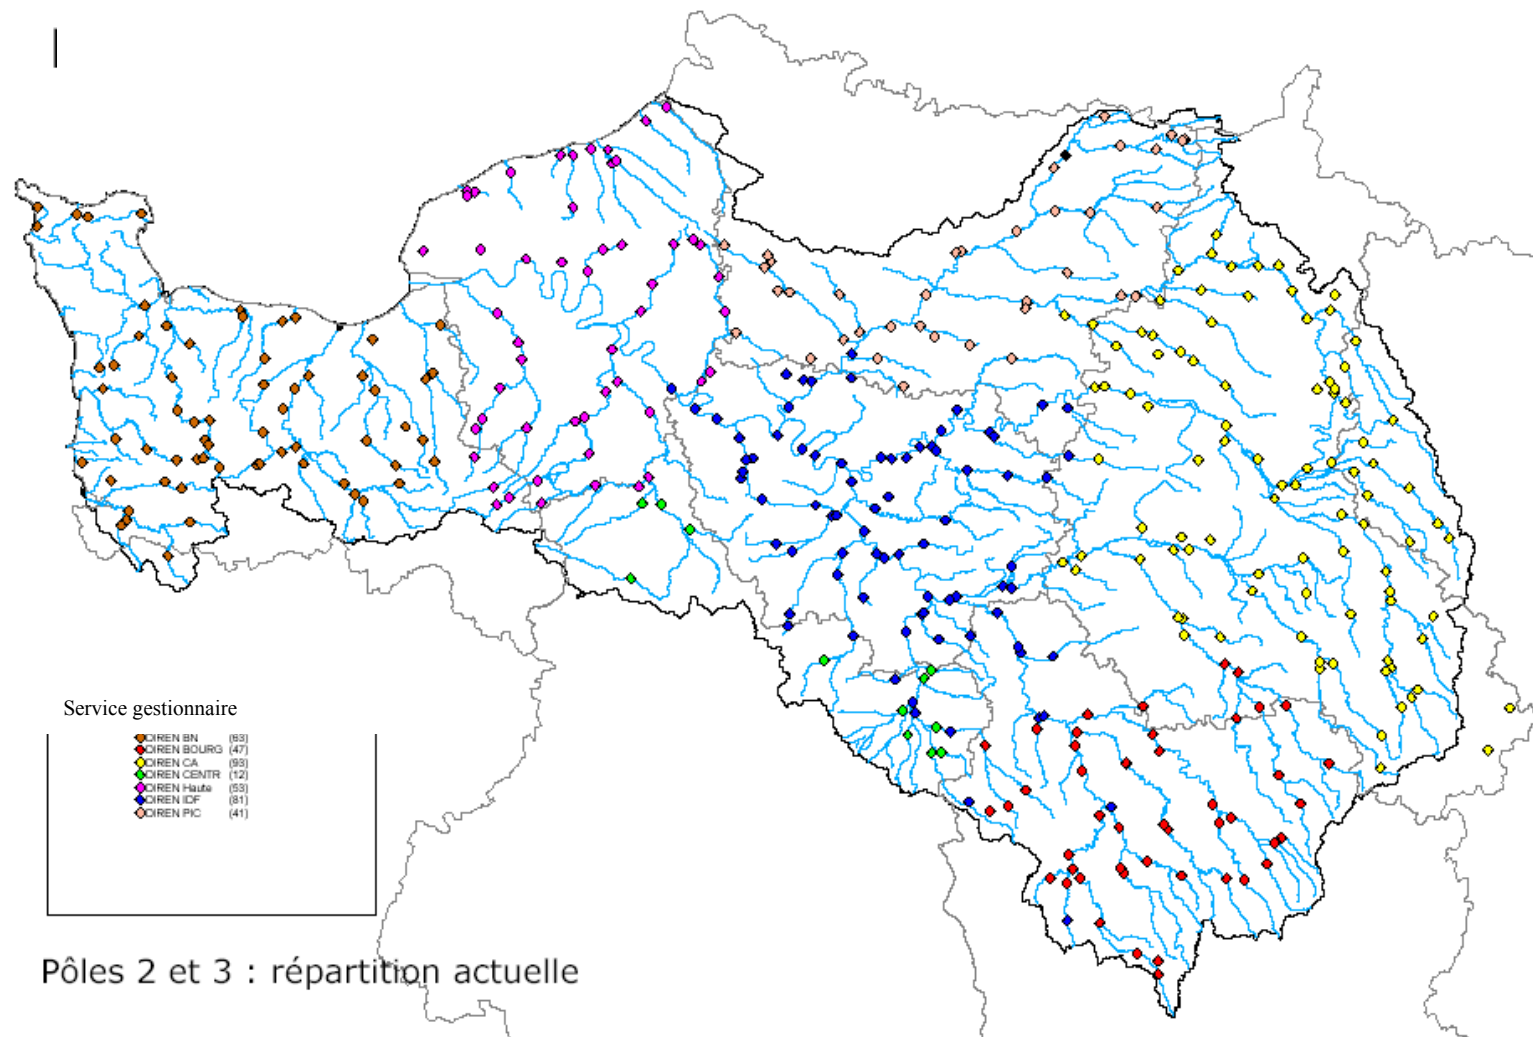 Service gestionnaire
DIREN BN (63)
DIREN BOURG (47)
DIREN CA (93)
DIREN CENTR (12)
DIREN Haute (53)
DIREN IDF (81)
DIREN PIC (41)
Pôles 2 et 3 : répartition actuelle